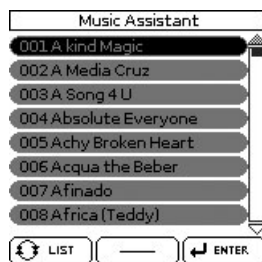 Music Assistant
001 A kind Magic
002 A Media Cruz
003 A Song 4 U
004 Absolute Everyone
005 Achy Broken Heart
006 Acqua the Beber
007 Afinado
008 Africa (Teddy)
LIST ENTER